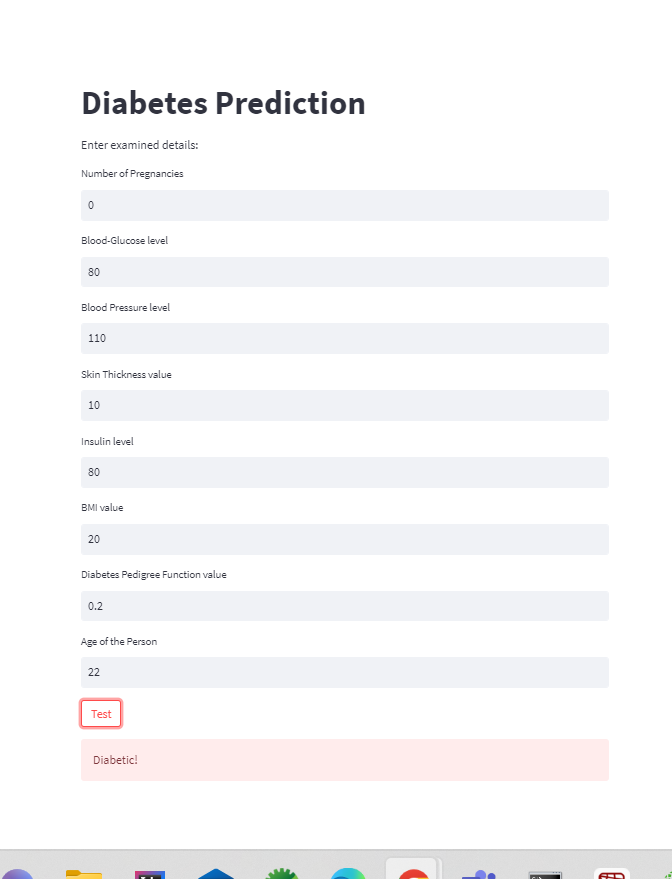 Diabetes Prediction
Enter examined details:
Number of Pregnancies
0
Blood-Glucose level
80
Blood Pressure level
110
Skin Thickness value
10
Insulin level
80
BMI value
20
Diabetes Pedigree Function value
0.2
Age of the Person
22
Test
Diabetic!